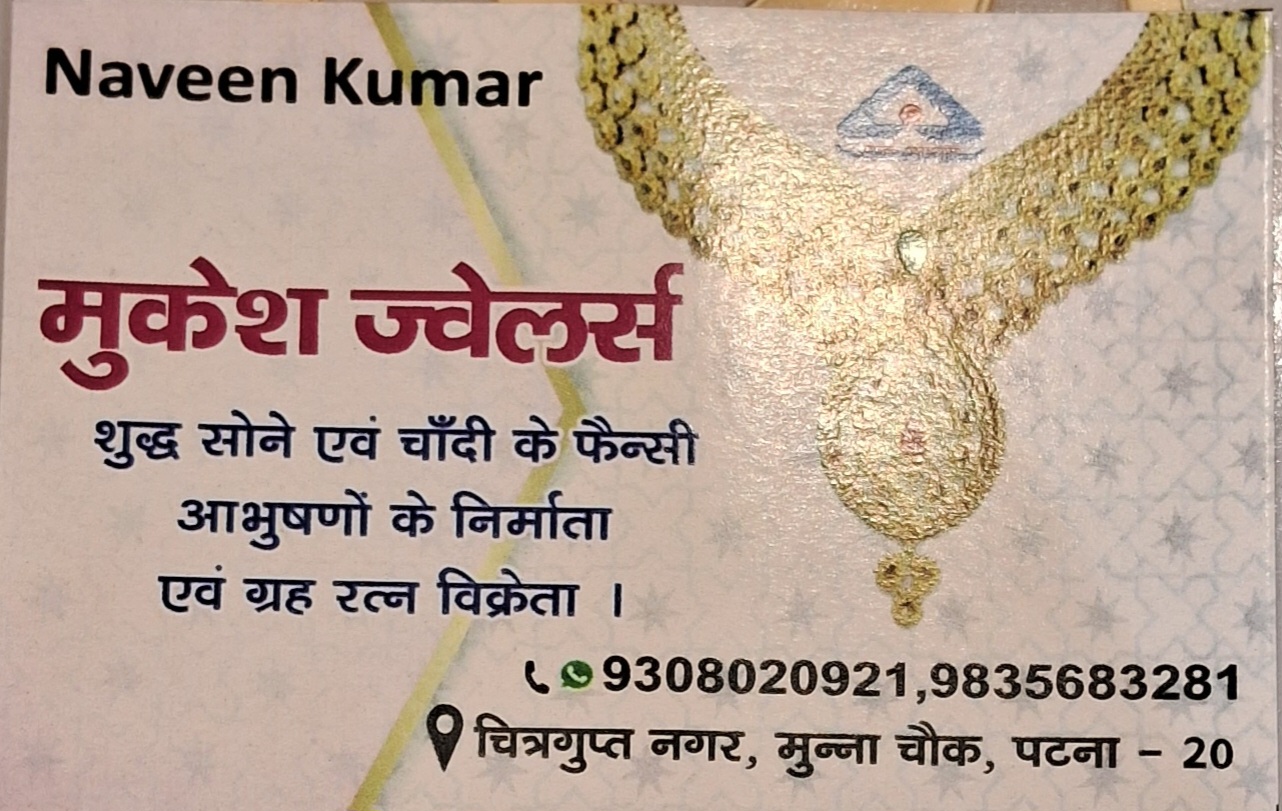 Naveen Kumar
मुकेश ज्वेलर्स
शुद्ध सोने एवं चाँदी के फैन्सी
आभुषणों के निर्माता
एवं ग्रह रत्न विक्रेता ।
9308020921,9835683281
चित्रगुप्त नगर, मुन्ना चौक, पटना - 20